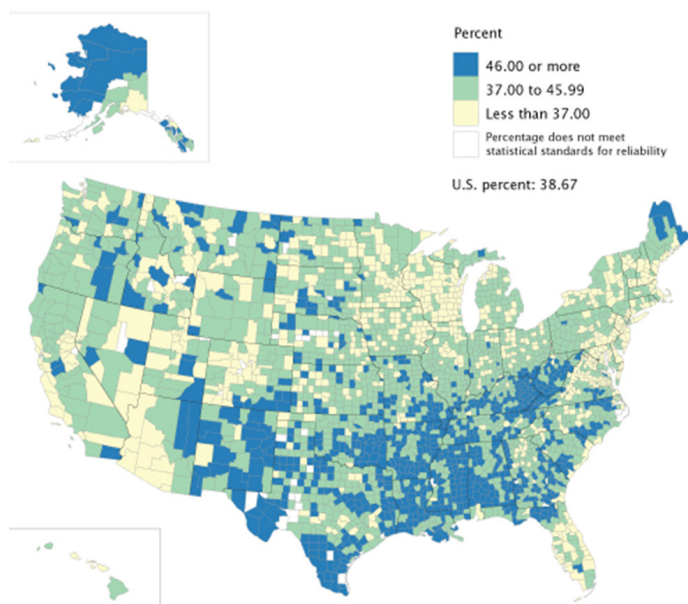 Percent
46.00 or more
37.00 to 45.99
Less than 37.00
Percentage does not meet
statistical standards for reliability
U.S. percent: 38.67